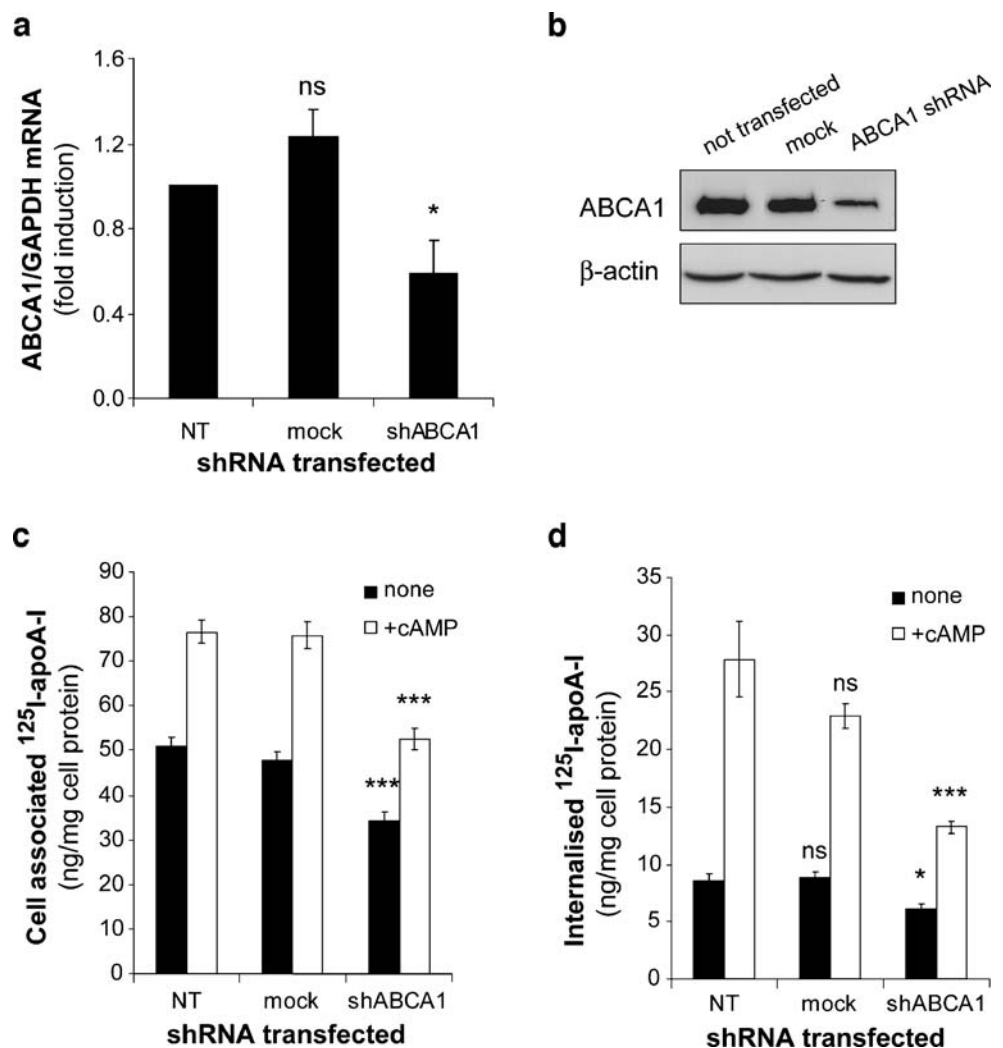 a
ABCA1/GAPDH mRNA
(fold induction)
1.6
1.2
0.8
0.4
0.0
ns
*
NT
mock
shABCA1
shRNA transfected
b
not transfected
mock
ABCA1 shRNA
ABCA1
β-actin
c
Cell associated ¹²⁵I-apoA-I
(ng/mg cell protein)
90
80
70
60
50
40
30
20
10
0
none
+cAMP
***
***
NT
mock
shABCA1
shRNA transfected
d
Internalised ¹²⁵I-apoA-I
(ng/mg cell protein)
35
30
25
20
15
10
5
0
none
+cAMP
ns
ns
*
***
NT
mock
shABCA1
shRNA transfected